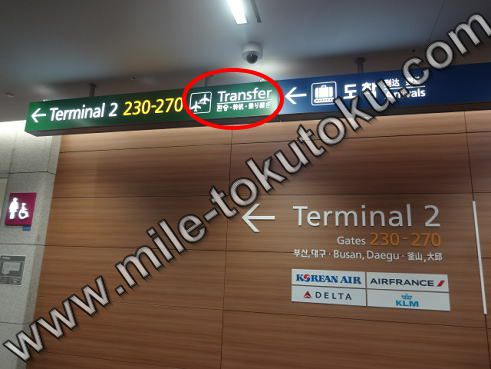 ← Terminal 2 230-270 Transfer
환승·转机·乗り継ぎ
← 도착 到达
Arrivals
← Terminal 2
Gates 230 - 270
부산, 대구 · Busan, Daegu · 釜山, 大邱
KOREAN AIR AIRFRANCE
DELTA KLM
www.mile-tokutoku.com